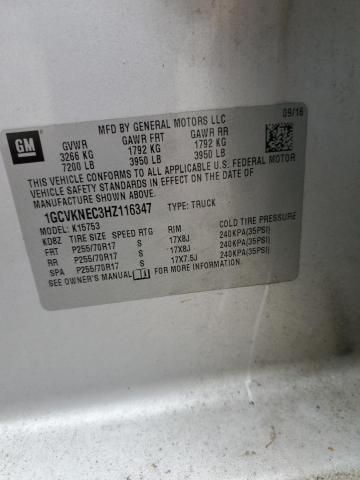 GM
MFD BY GENERAL MOTORS LLC
09/16
GVWR GAWR FRT GAWR RR
3266 KG 1792 KG 1792 KG
7200 LB 3950 LB 3950 LB
THIS VEHICLE CONFORMS TO ALL APPLICABLE U.S. FEDERAL MOTOR
VEHICLE SAFETY STANDARDS IN EFFECT ON THE DATE OF
MANUFACTURE SHOWN ABOVE.
1GCVKNEC3HZ116347 TYPE: TRUCK
MODEL: K15753
KD8Z TIRE SIZE SPEED RTG RIM COLD TIRE PRESSURE
FRT P255/70R17 S 17X8J 240KPA(35PSI)
RR P255/70R17 S 17X8J 240KPA(35PSI)
SPA P255/70R17 S 17X7.5J 240KPA(35PSI)
SEE OWNER'S MANUAL FOR MORE INFORMATION.